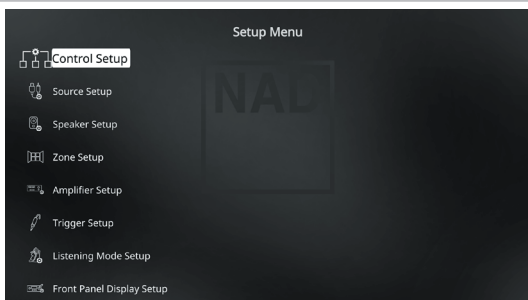 Setup Menu
Control Setup
Source Setup
NAD
Speaker Setup
Zone Setup
Amplifier Setup
Trigger Setup
Listening Mode Setup
Front Panel Display Setup